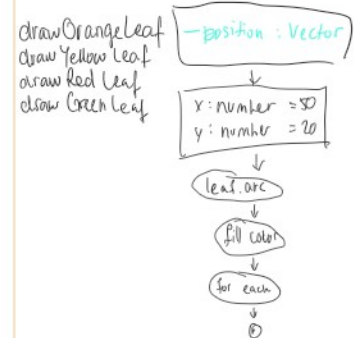 drawOrangeLeaf
draw Yellow Leaf
draw Red Leaf
draw Green Leaf
-position : Vector
x : number = 50
y : number = 20
leaf.arc
fill color
for each